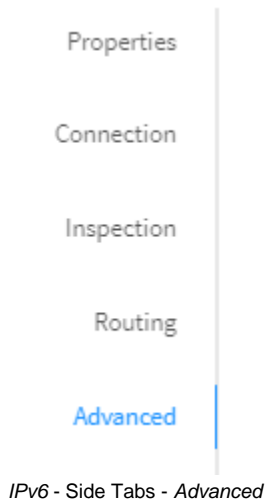 Properties
Connection
Inspection
Routing
Advanced
IPv6 - Side Tabs - Advanced